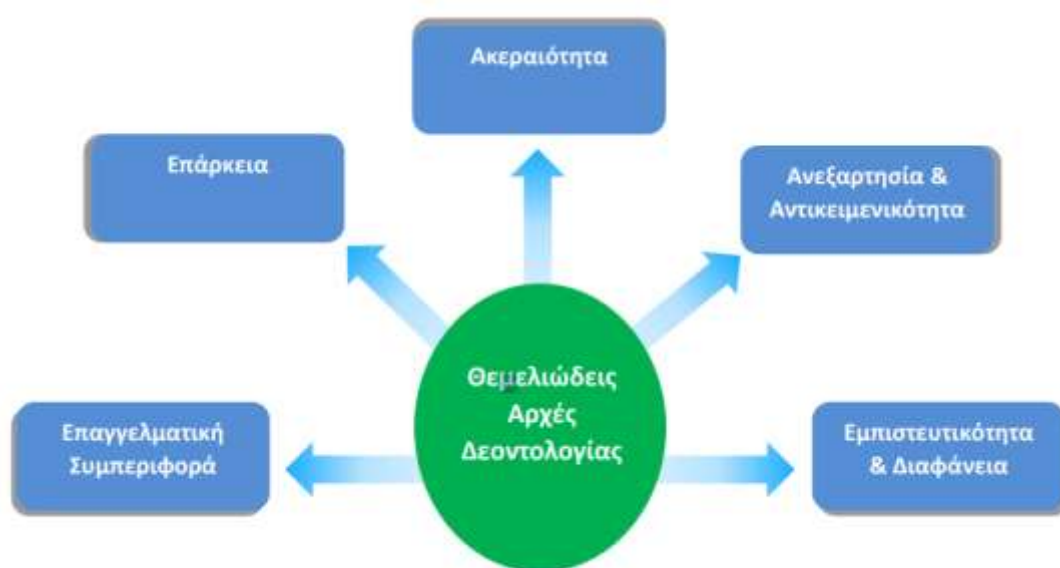 Ακεραιότητα
Επάρκεια
Ανεξαρτησία &
Αντικειμενικότητα
Θεμελιώδεις
Αρχές
Δεοντολογίας
Επαγγελματική
Συμπεριφορά
Εμπιστευτικότητα
& Διαφάνεια